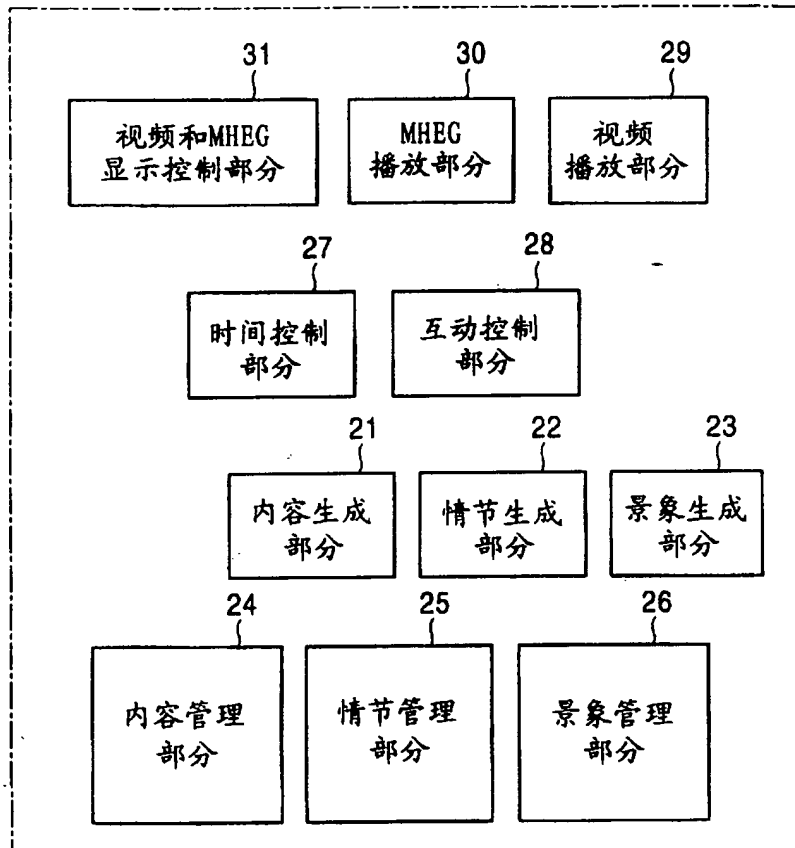 31
30
29
视频和MHEG
显示控制部分
MHEG
播放部分
视频
播放部分
27
28
时间控制
部分
互动控制
部分
21
22
23
内容生成
部分
情节生成
部分
景象生成
部分
24
25
26
内容管理
部分
情节管理
部分
景象管理
部分